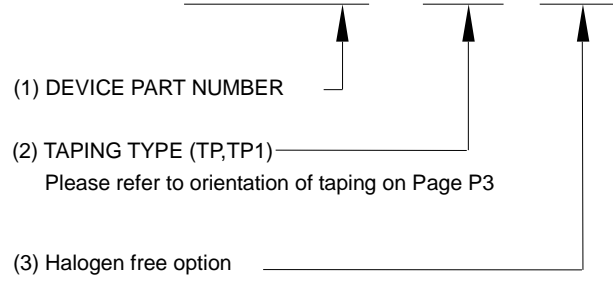 (1) DEVICE PART NUMBER
(2) TAPING TYPE (TP,TP1)
Please refer to orientation of taping on Page P3
(3) Halogen free option